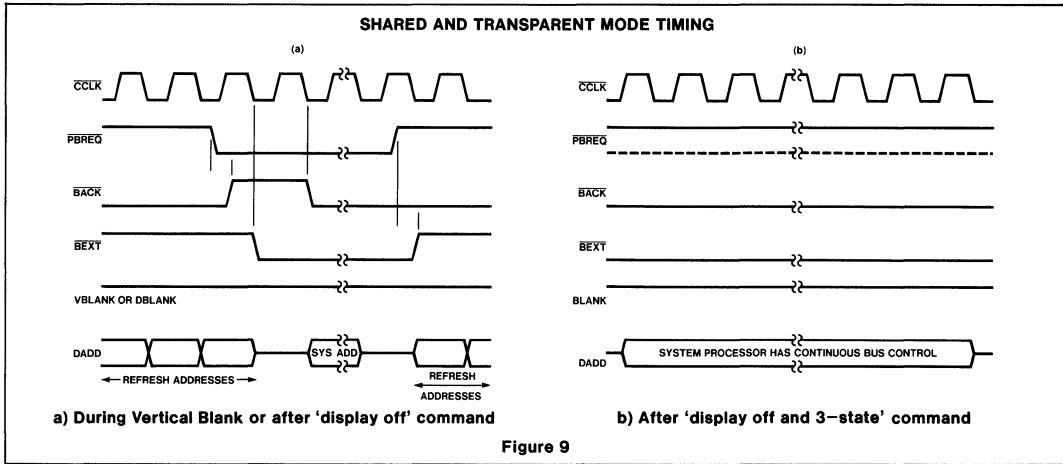 SHARED AND TRANSPARENT MODE TIMING
(a)
CCLK
PBREQ
BACK
BEXT
VBLANK OR DBLANK
DADD
SYS ADD
REFRESH ADDRESSES
REFRESH
ADDRESSES
a) During Vertical Blank or after 'display off' command
(b)
CCLK
PBREQ
BACK
BEXT
BLANK
DADD
SYSTEM PROCESSOR HAS CONTINUOUS BUS CONTROL
b) After 'display off and 3-state' command
Figure 9